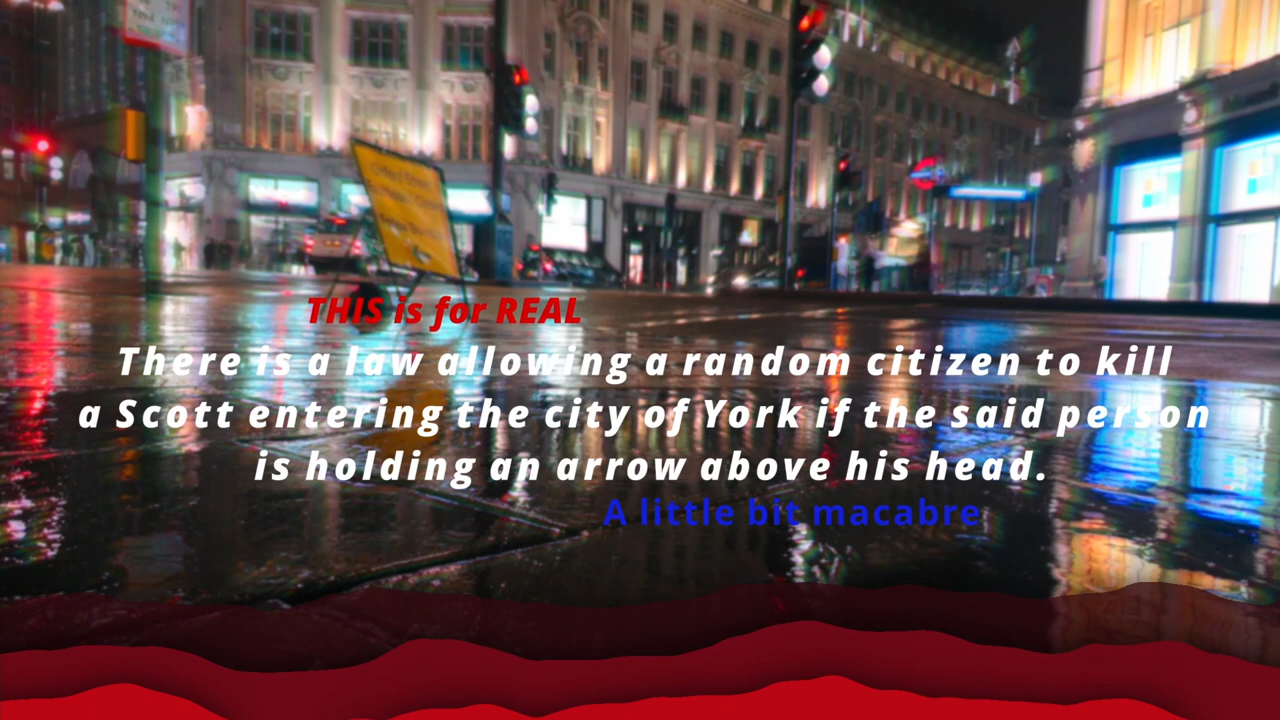 THIS is for REAL
There is a law allowing a random citizen to kill
a Scott entering the city of York if the said person
is holding an arrow above his head.
A little bit macabre